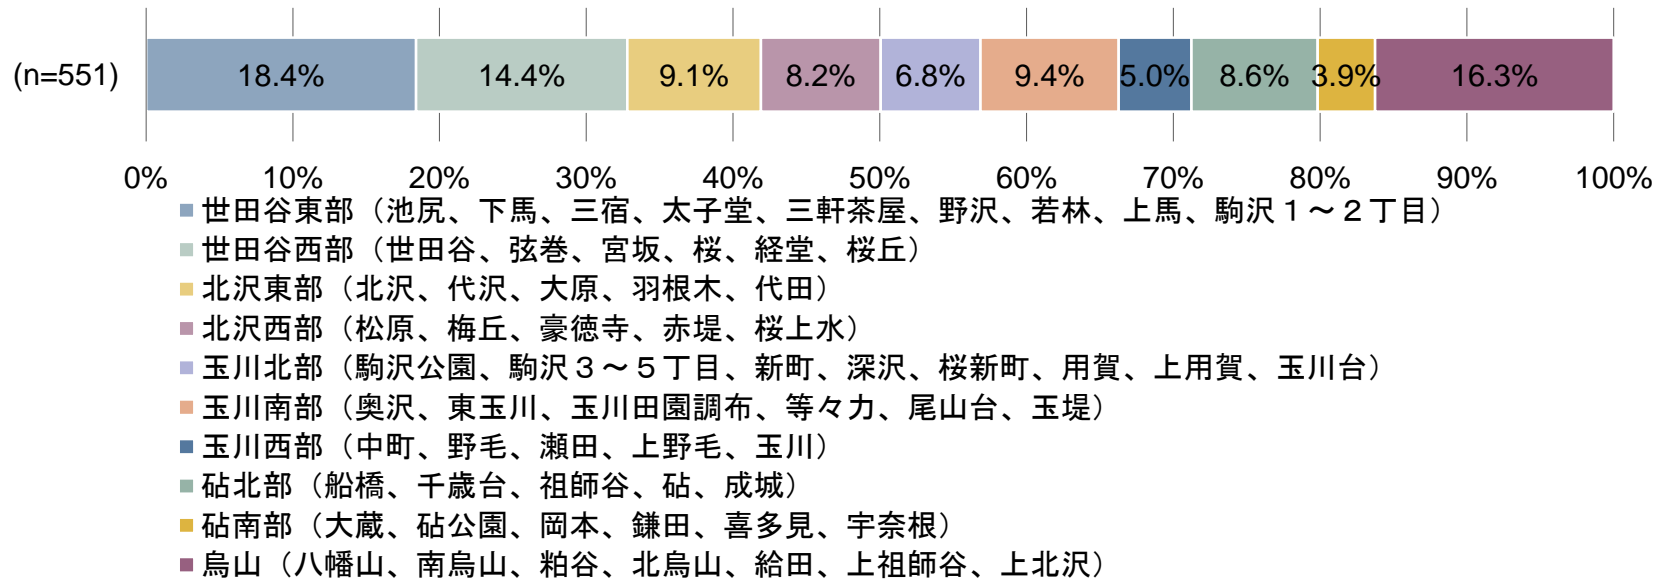 (n=551)
18.4% 14.4% 9.1% 8.2% 6.8% 9.4% 5.0% 8.6% 3.9% 16.3%
0% 10% 20% 30% 40% 50% 60% 70% 80% 90% 100%
世田谷東部（池尻、下馬、三宿、太子堂、三軒茶屋、野沢、若林、上馬、駒沢１～２丁目）
世田谷西部（世田谷、弦巻、宮坂、桜、経堂、桜丘）
北沢東部（北沢、代沢、大原、羽根木、代田）
北沢西部（松原、梅丘、豪徳寺、赤堤、桜上水）
玉川北部（駒沢公園、駒沢３～５丁目、新町、深沢、桜新町、用賀、上用賀、玉川台）
玉川南部（奥沢、東玉川、玉川田園調布、等々力、尾山台、玉堤）
玉川西部（中町、野毛、瀬田、上野毛、玉川）
砧北部（船橋、千歳台、祖師谷、砧、成城）
砧南部（大蔵、砧公園、岡本、鎌田、喜多見、宇奈根）
烏山（八幡山、南烏山、粕谷、北烏山、給田、上祖師谷、上北沢）